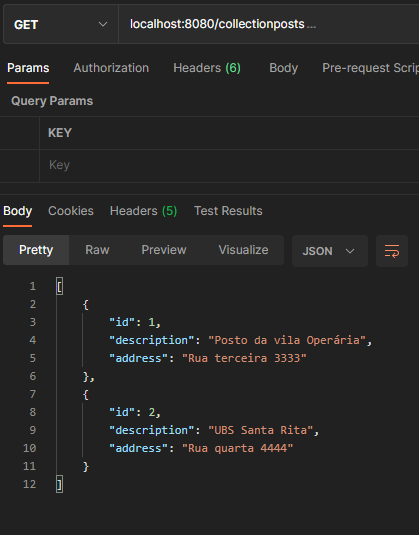 GET localhost:8080/collectionposts...
Params Authorization Headers (6) Body Pre-request Scrip
Query Params
KEY
Key
Body Cookies Headers (5) Test Results
Pretty Raw Preview Visualize JSON
1 [
2 {
3 "id": 1,
4 "description": "Posto da vila Operária",
5 "address": "Rua terceira 3333"
6 },
7 {
8 "id": 2,
9 "description": "UBS Santa Rita",
10 "address": "Rua quarta 4444"
11 }
12 ]